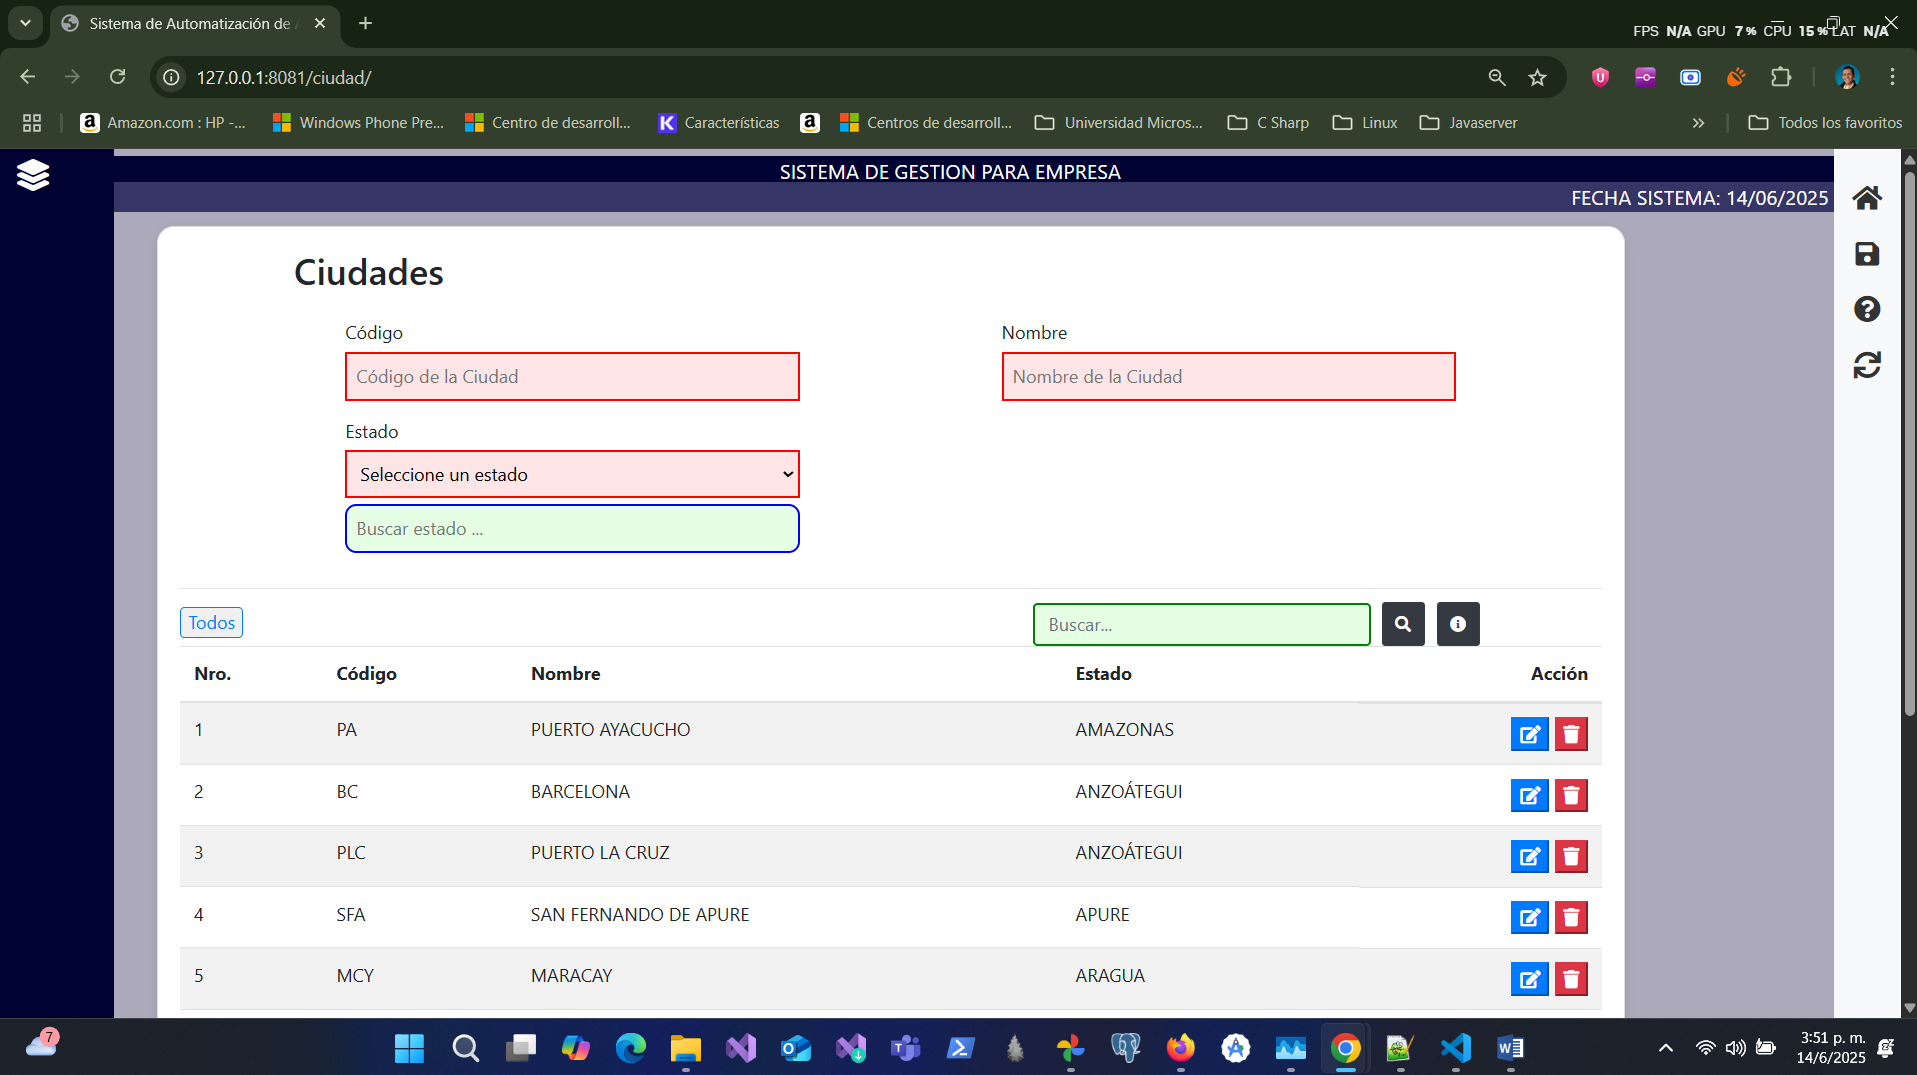 Sistema de Automatización de
FPS N/A GPU 7% CPU 15% LAT N/A
127.0.0.1:8081/ciudad/
Amazon.com : HP -...
Windows Phone Pre...
Centro de desarroll...
Características
Centros de desarroll...
Universidad Micros...
C Sharp
Linux
Javaserver
Todos los favoritos
SISTEMA DE GESTION PARA EMPRESA
FECHA SISTEMA: 14/06/2025
Ciudades
Código Nombre
Código de la Ciudad Nombre de la Ciudad
Estado
Seleccione un estado
Buscar estado ...
Todos Buscar...
Nro. Código Nombre Estado Acción
1 PA PUERTO AYACUCHO AMAZONAS
2 BC BARCELONA ANZOÁTEGUI
3 PLC PUERTO LA CRUZ ANZOÁTEGUI
4 SFA SAN FERNANDO DE APURE APURE
5 MCY MARACAY ARAGUA
7
3:51 p. m.
14/6/2025